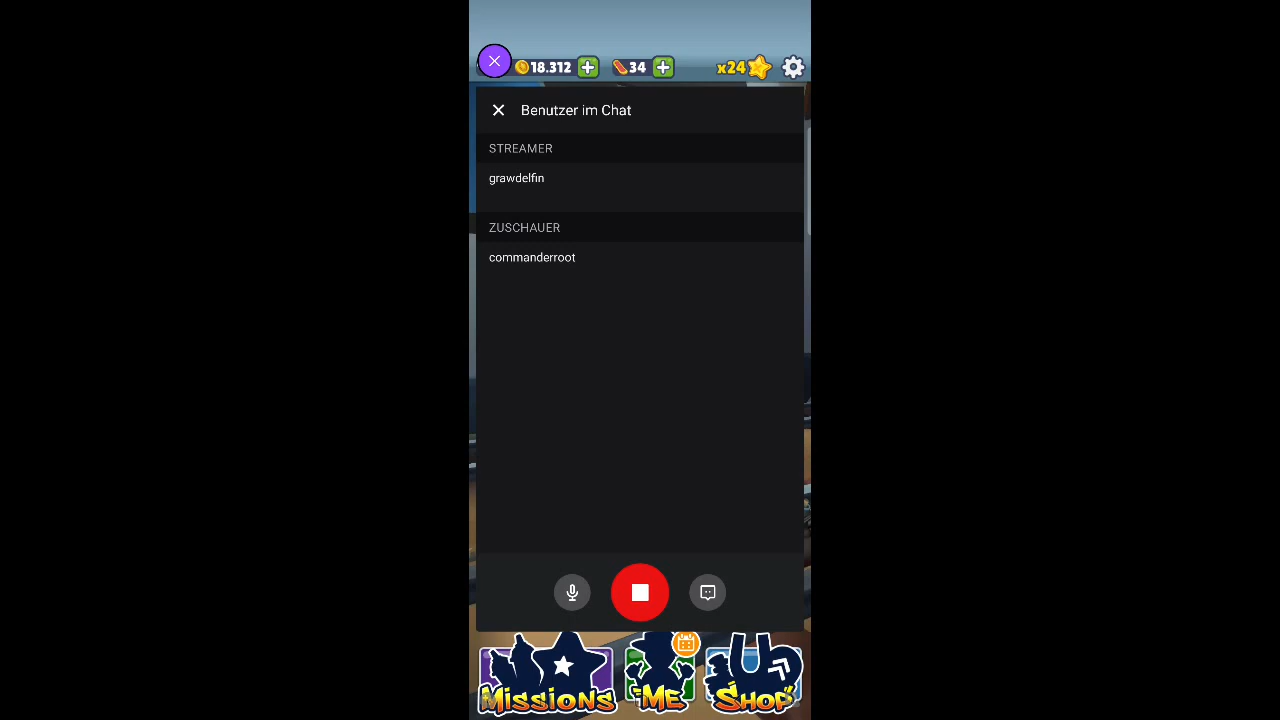 18.312
34
x24
Benutzer im Chat
STREAMER
grawdelfin
ZUSCHAUER
commanderroot
MISSIONS
ME
SHOP